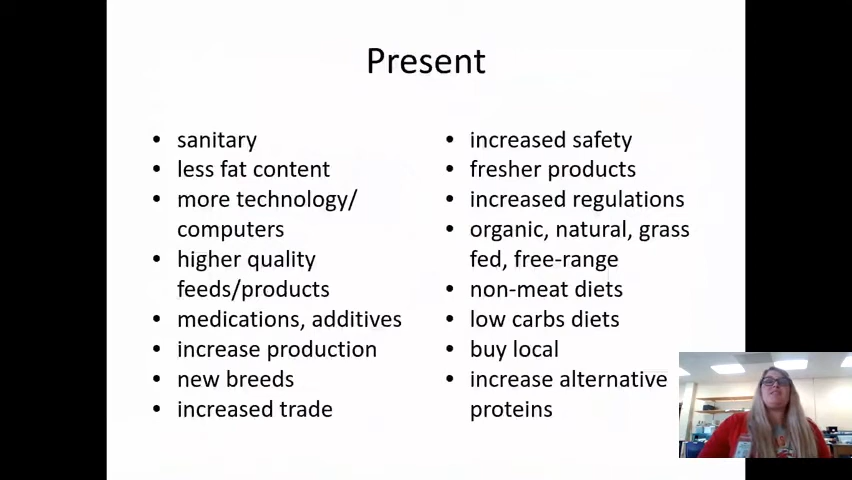 Present
sanitary
less fat content
more technology/
computers
higher quality
feeds/products
medications, additives
increase production
new breeds
increased trade
increased safety
fresher products
increased regulations
organic, natural, grass
fed, free-range
non-meat diets
low carbs diets
buy local
increase alternative
proteins